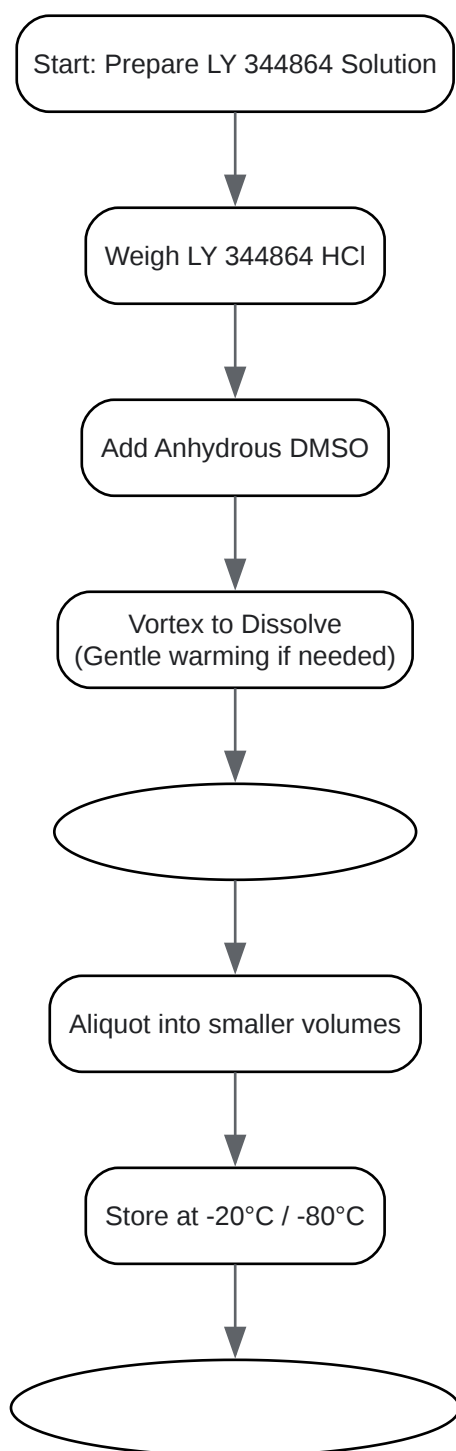 Start: Prepare LY 344864 Solution
Weigh LY 344864 HCl
Add Anhydrous DMSO
Vortex to Dissolve
(Gentle warming if needed)
Aliquot into smaller volumes
Store at -20°C / -80°C